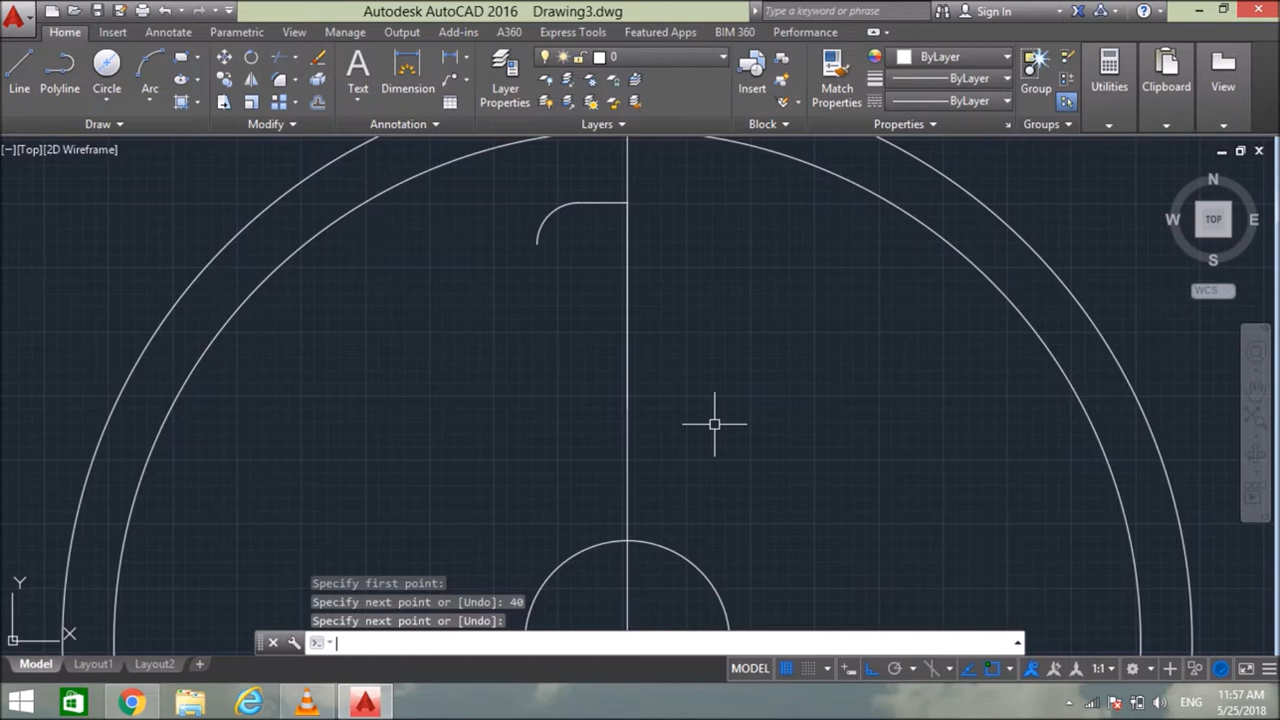 Autodesk AutoCAD 2016 Drawing3.dwg
Type a keyword or phrase
Sign In
Home Insert Annotate Parametric View Manage Output Add-ins A360 Express Tools Featured Apps BIM 360 Performance
Line Polyline Circle Arc
Text Dimension
Layer Properties
0
Insert
Match Properties
ByLayer
ByLayer
ByLayer
Group
Utilities
Clipboard
View
Draw Modify Annotation Layers Block Properties Groups
[−][Top][2D Wireframe]
N
W TOP E
S
WCS
Y
X
Specify first point:
Specify next point or [Undo]: 40
Specify next point or [Undo]:
Model Layout1 Layout2 +
MODEL
1:1
ENG
11:57 AM
5/25/2018